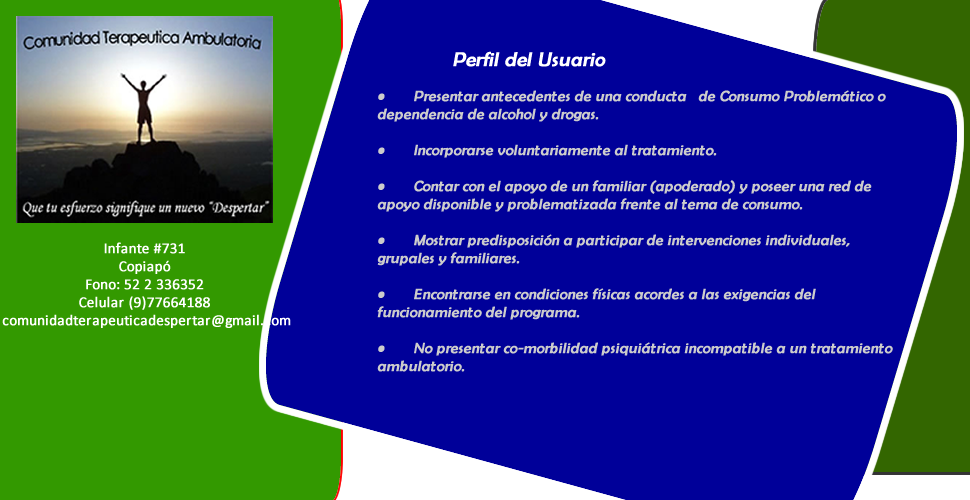 Comunidad Terapeutica Ambulatoria
Que tu esfuerzo signifique un nuevo "Despertar"
Infante #731
Copiapó
Fono: 52 2 336352
Celular (9)77664188
comunidadterapeuticadespertar@gmail.com
Perfil del Usuario
• Presentar antecedentes de una conducta de Consumo Problemático o
dependencia de alcohol y drogas.
• Incorporarse voluntariamente al tratamiento.
• Contar con el apoyo de un familiar (apoderado) y poseer una red de
apoyo disponible y problematizada frente al tema de consumo.
• Mostrar predisposición a participar de intervenciones individuales,
grupales y familiares.
• Encontrarse en condiciones físicas acordes a las exigencias del
funcionamiento del programa.
• No presentar co-morbilidad psiquiátrica incompatible a un tratamiento
ambulatorio.